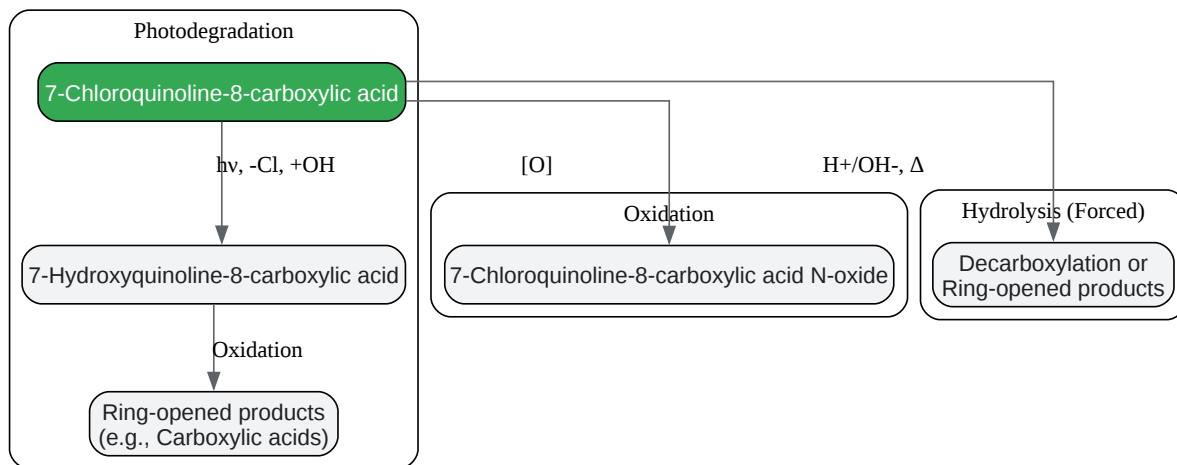 Photodegradation
7-Chloroquinoline-8-carboxylic acid
hν, -Cl, +OH
[O]
H+/OH-, Δ
Oxidation
Hydrolysis (Forced)
7-Hydroxyquinoline-8-carboxylic acid
7-Chloroquinoline-8-carboxylic acid N-oxide
Decarboxylation or
Ring-opened products
Oxidation
Ring-opened products
(e.g., Carboxylic acids)